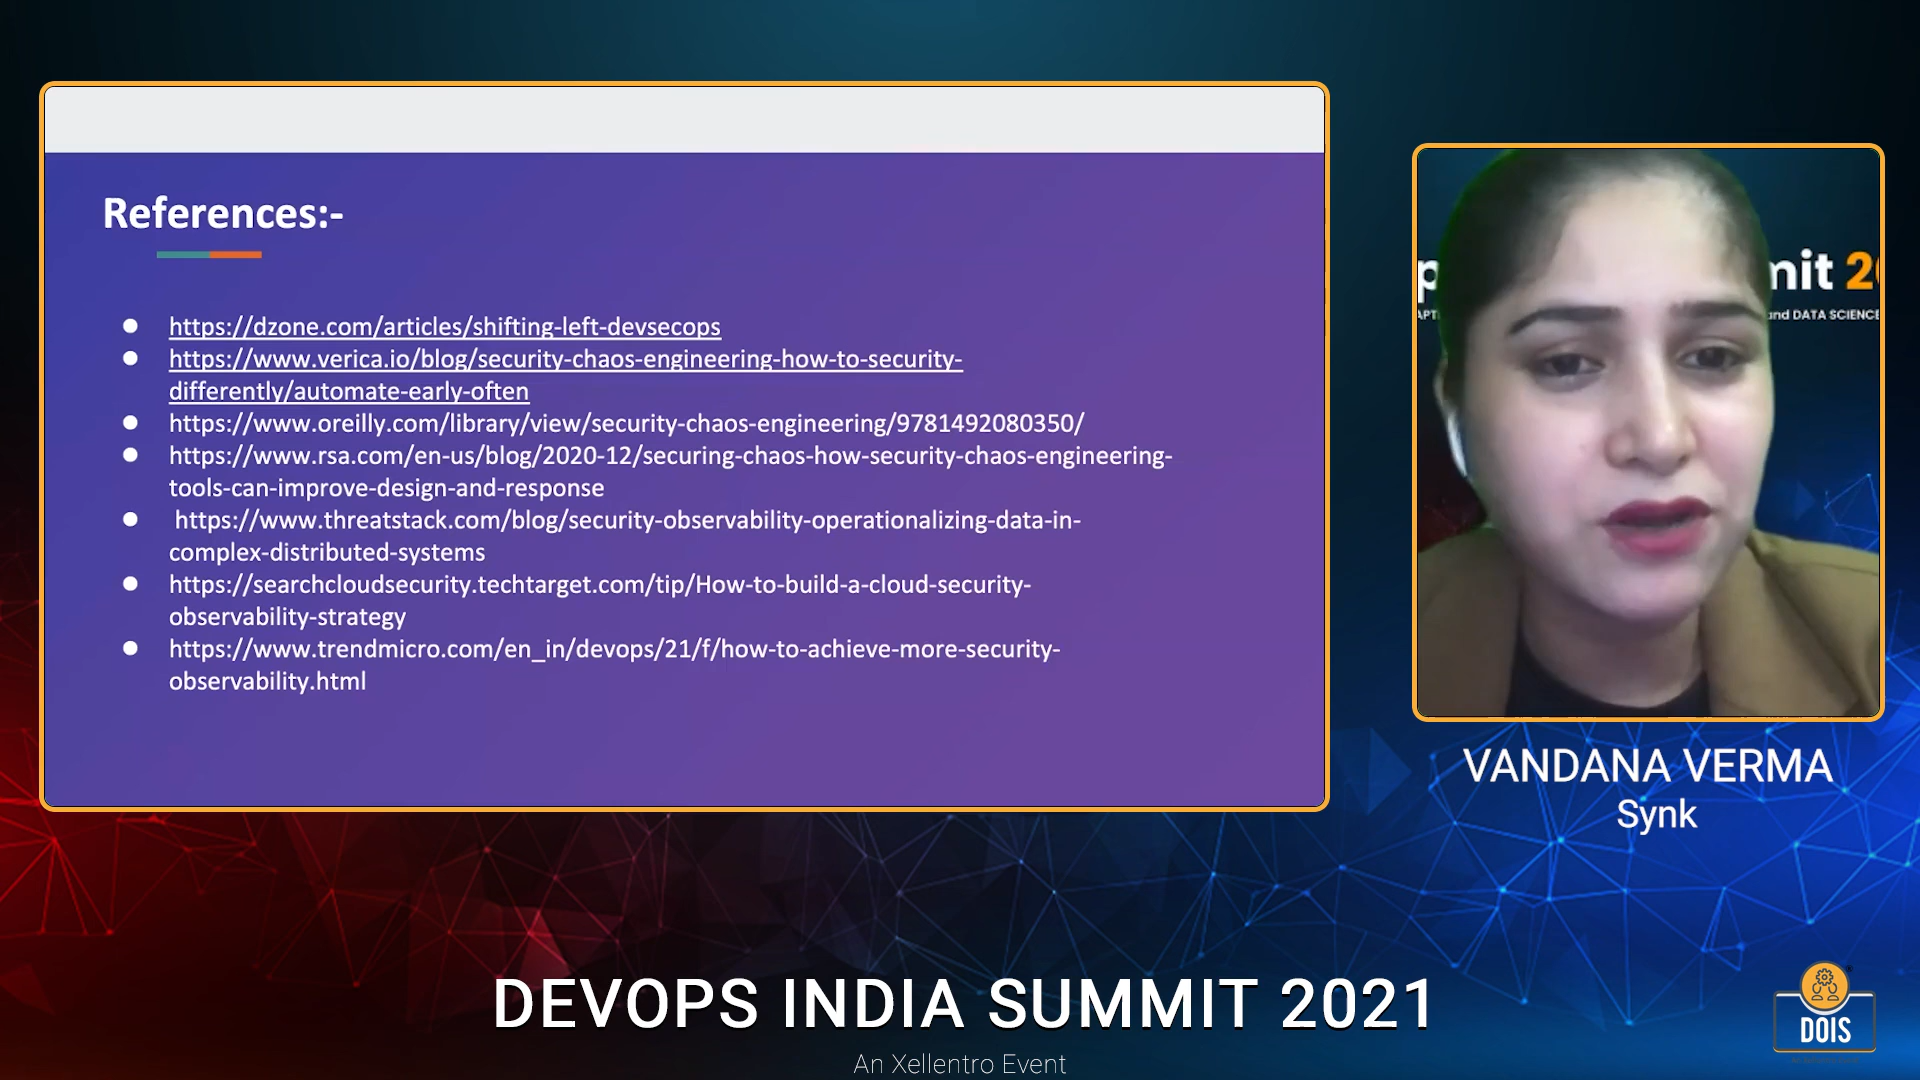 References:-
https://dzone.com/articles/shifting-left-devsecops
https://www.verica.io/blog/security-chaos-engineering-how-to-security-
differently/automate-early-often
https://www.oreilly.com/library/view/security-chaos-engineering/9781492080350/
https://www.rsa.com/en-us/blog/2020-12/securing-chaos-how-security-chaos-engineering-
tools-can-improve-design-and-response
https://www.threatstack.com/blog/security-observability-operationalizing-data-in-
complex-distributed-systems
https://searchcloudsecurity.techtarget.com/tip/How-to-build-a-cloud-security-
observability-strategy
https://www.trendmicro.com/en_in/devops/21/f/how-to-achieve-more-security-
observability.html
mit 20
and DATA SCIENCE
VANDANA VERMA
Synk
DEVOPS INDIA SUMMIT 2021
An Xellentro Event
DOIS